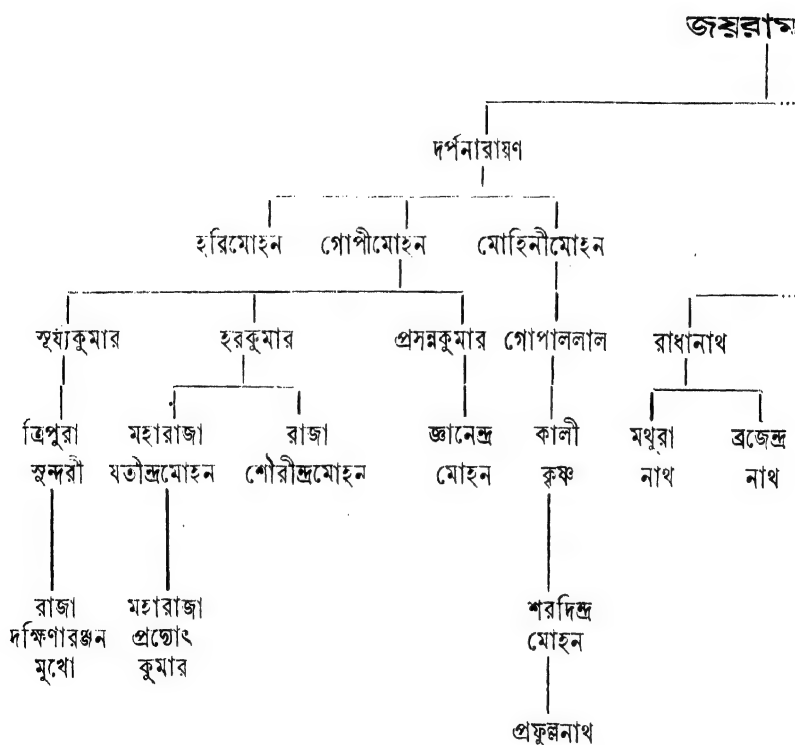 জয়রাম
দর্পনারায়ণ
হরিমোহন গোপীমোহন মোহিনীমোহন
সূর্য্যকুমার হরকুমার প্রসন্নকুমার গোপাললাল রাধানাথ
ত্রিপুরা মহারাজা রাজা জ্ঞানেন্দ্র কালী মথুরা ব্রজেন্দ্র
সুন্দরী যতীন্দ্রমোহন শৌরীন্দ্রমোহন মোহন কৃষ্ণ নাথ নাথ
রাজা মহারাজা শরদিন্দ্র
দক্ষিণারঞ্জন প্রদ্যোৎ মোহন
মুখো কুমার
প্রফুল্লনাথ